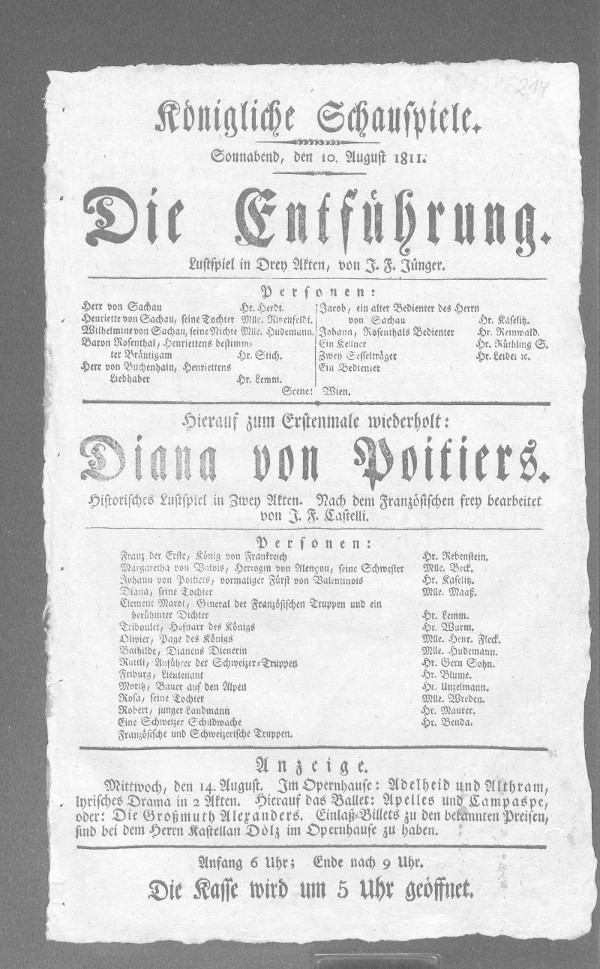 214
Königliche Schauspiele.
Sonnabend, den 10. August 1811.
Die Entführung.
Lustspiel in Drey Akten, von J. F. Jünger.
Personen:
Herr von Sachau Hr. Herdt.
Henriette von Sachau, seine Tochter Mlle. Rivenfeldt.
Wilhelmine von Sachau, seine Nichte Mlle. Hudemann.
Baron Rosenthal, Henriettens bestimm-
ter Bräutigam Hr. Stich.
Herr von Buchenhain, Henriettens
Liebhaber Hr. Lemm.
Jacob, ein alter Bedienter des Herrn
von Sachau Hr. Kaselitz.
Johann, Rosenthals Bedienter Hr. Reinwald.
Ein Kellner Hr. Rüthling S.
Zwey Sesselträger Hr. Leidel ꝛc.
Ein Bedienter
Scene: Wien.
Hierauf zum Erstenmale wiederholt:
Diana von Poitiers.
Historisches Lustspiel in Zwey Akten. Nach dem Französischen frey bearbeitet
von J. F. Castelli.
Personen:
Franz der Erste, König von Frankreich Hr. Rebenstein.
Margaretha von Valois, Herzogin von Alençon, seine Schwester Mlle. Beck.
Johann von Poitiers, vormaliger Fürst von Valentinois Hr. Kaselitz.
Diana, seine Tochter Mlle. Maaß.
Clement Marot, General der Französischen Truppen und ein
berühmter Dichter Hr. Lemm.
Triboulet, Hofnarr des Königs Hr. Wurm.
Olivier, Page des Königs Mlle. Henr. Fleck.
Bathilde, Dianens Dienerin Mlle. Hudemann.
Ruttli, Anführer der Schweizer-Truppen Hr. Gern Sohn.
Friburg, Lieutenant Hr. Blume.
Moritz, Bauer auf den Alpen Hr. Unzelmann.
Rosa, seine Tochter Mlle. Wreden.
Robert, junger Landmann Hr. Maurer.
Eine Schweizer Schildwache Hr. Benda.
Französische und Schweizerische Truppen.
Anzeige.
Mittwoch, den 14. August. Im Opernhause: Adelheid und Althram,
lyrisches Drama in 2 Akten. Hierauf das Ballet: Apelles und Campaspe,
oder: Die Großmuth Alexanders. Einlaß-Billets zu den bekannten Preisen,
sind bei dem Herrn Kastellan Dölz im Opernhause zu haben.
Anfang 6 Uhr; Ende nach 9 Uhr.
Die Kasse wird um 5 Uhr geöffnet.